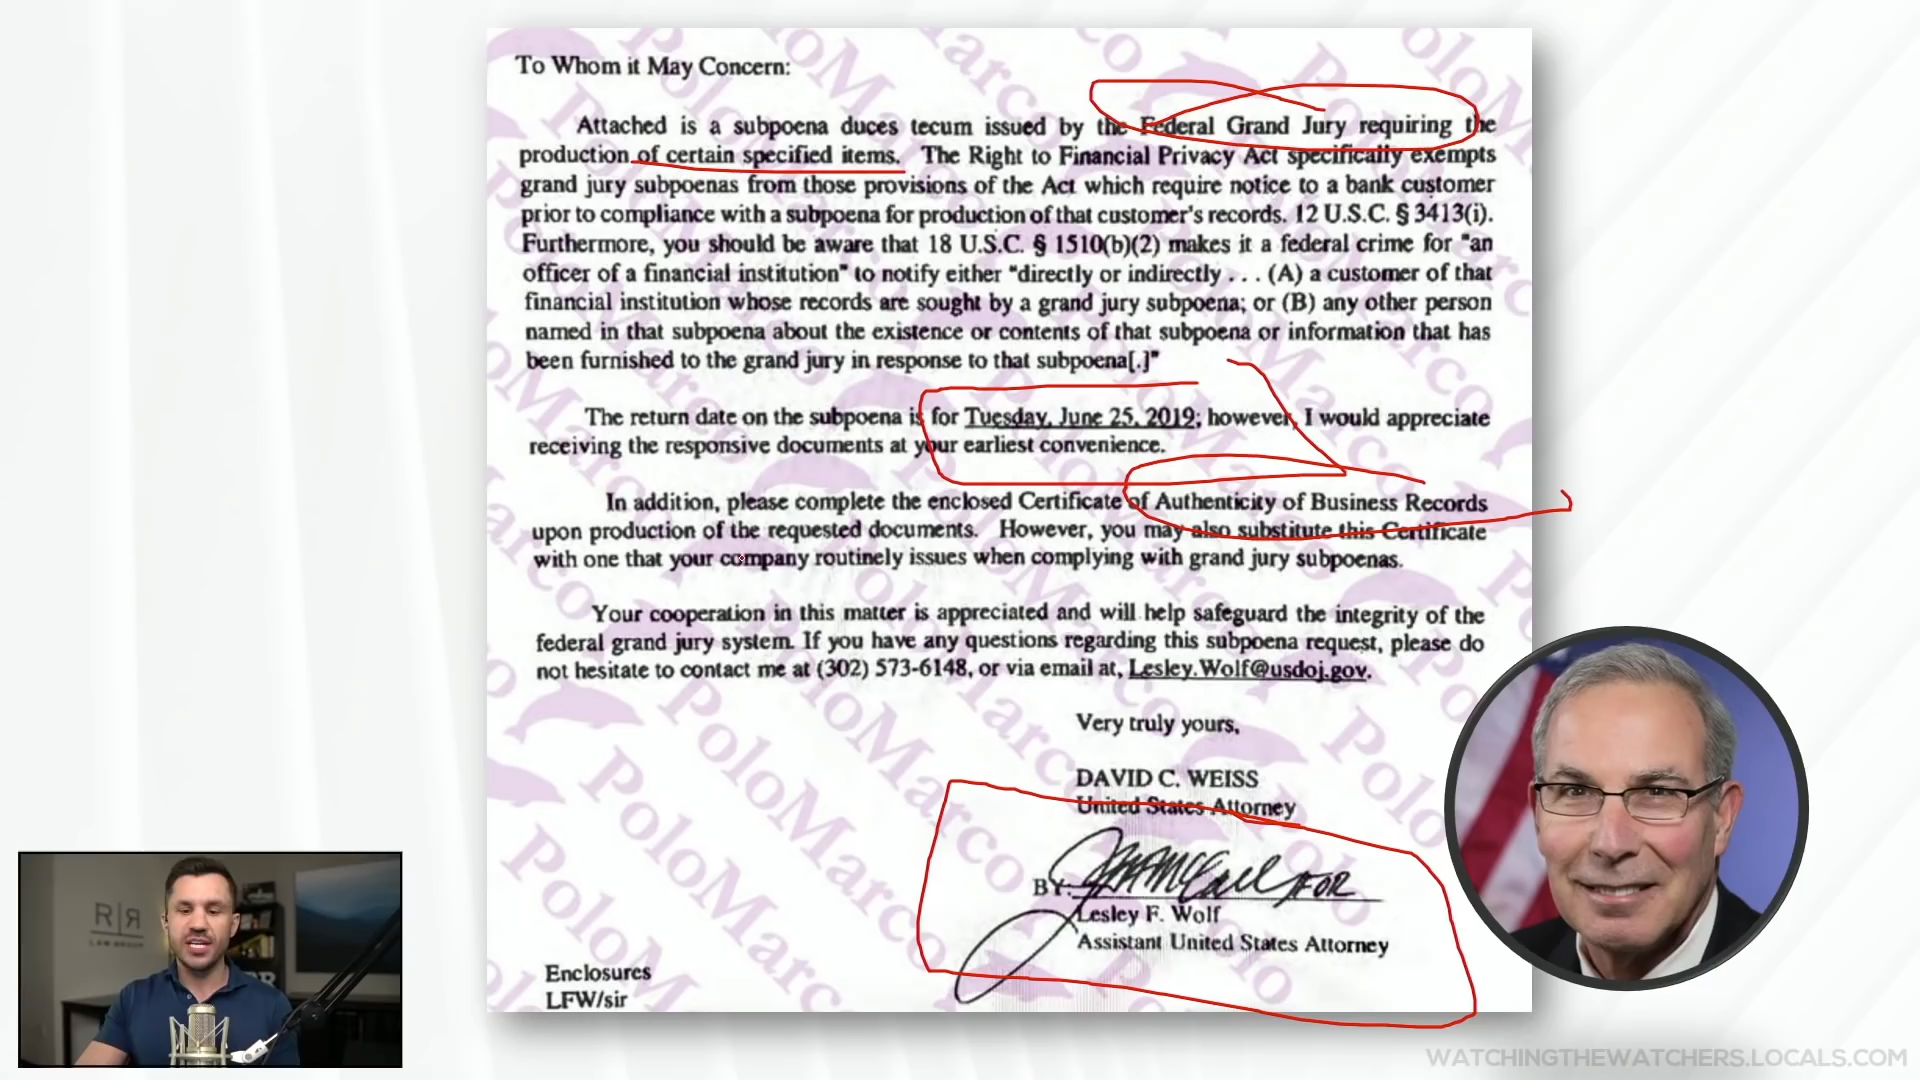 To Whom it May Concern:
Attached is a subpoena duces tecum issued by the Federal Grand Jury requiring the
production of certain specified items. The Right to Financial Privacy Act specifically exempts
grand jury subpoenas from those provisions of the Act which require notice to a bank customer
prior to compliance with a subpoena for production of that customer's records. 12 U.S.C. § 3413(i).
Furthermore, you should be aware that 18 U.S.C. § 1510(b)(2) makes it a federal crime for "an
officer of a financial institution" to notify either "directly or indirectly . . . (A) a customer of that
financial institution whose records are sought by a grand jury subpoena; or (B) any other person
named in that subpoena about the existence or contents of that subpoena or information that has
been furnished to the grand jury in response to that subpoena[.]"
The return date on the subpoena is for Tuesday, June 25, 2019; however, I would appreciate
receiving the responsive documents at your earliest convenience.
In addition, please complete the enclosed Certificate of Authenticity of Business Records
upon production of the requested documents. However, you may also substitute this Certificate
with one that your company routinely issues when complying with grand jury subpoenas.
Your cooperation in this matter is appreciated and will help safeguard the integrity of the
federal grand jury system. If you have any questions regarding this subpoena request, please do
not hesitate to contact me at (302) 573-6148, or via email at, Lesley.Wolf@usdoj.gov.
Very truly yours,
DAVID C. WEISS
United States Attorney
BY: FOR
Lesley F. Wolf
Assistant United States Attorney
Enclosures
LFW/sir
PoloMarco
R|R
LAW GROUP
WATCHINGTHEWATCHERS.LOCALS.COM